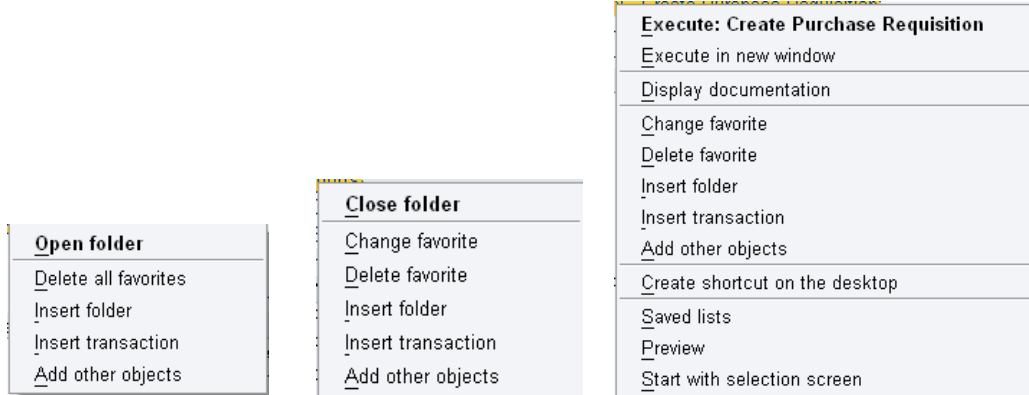 Open folder
Delete all favorites
Insert folder
Insert transaction
Add other objects
Close folder
Change favorite
Delete favorite
Insert folder
Insert transaction
Add other objects
Execute: Create Purchase Requisition
Execute in new window
Display documentation
Change favorite
Delete favorite
Insert folder
Insert transaction
Add other objects
Create shortcut on the desktop
Saved lists
Preview
Start with selection screen